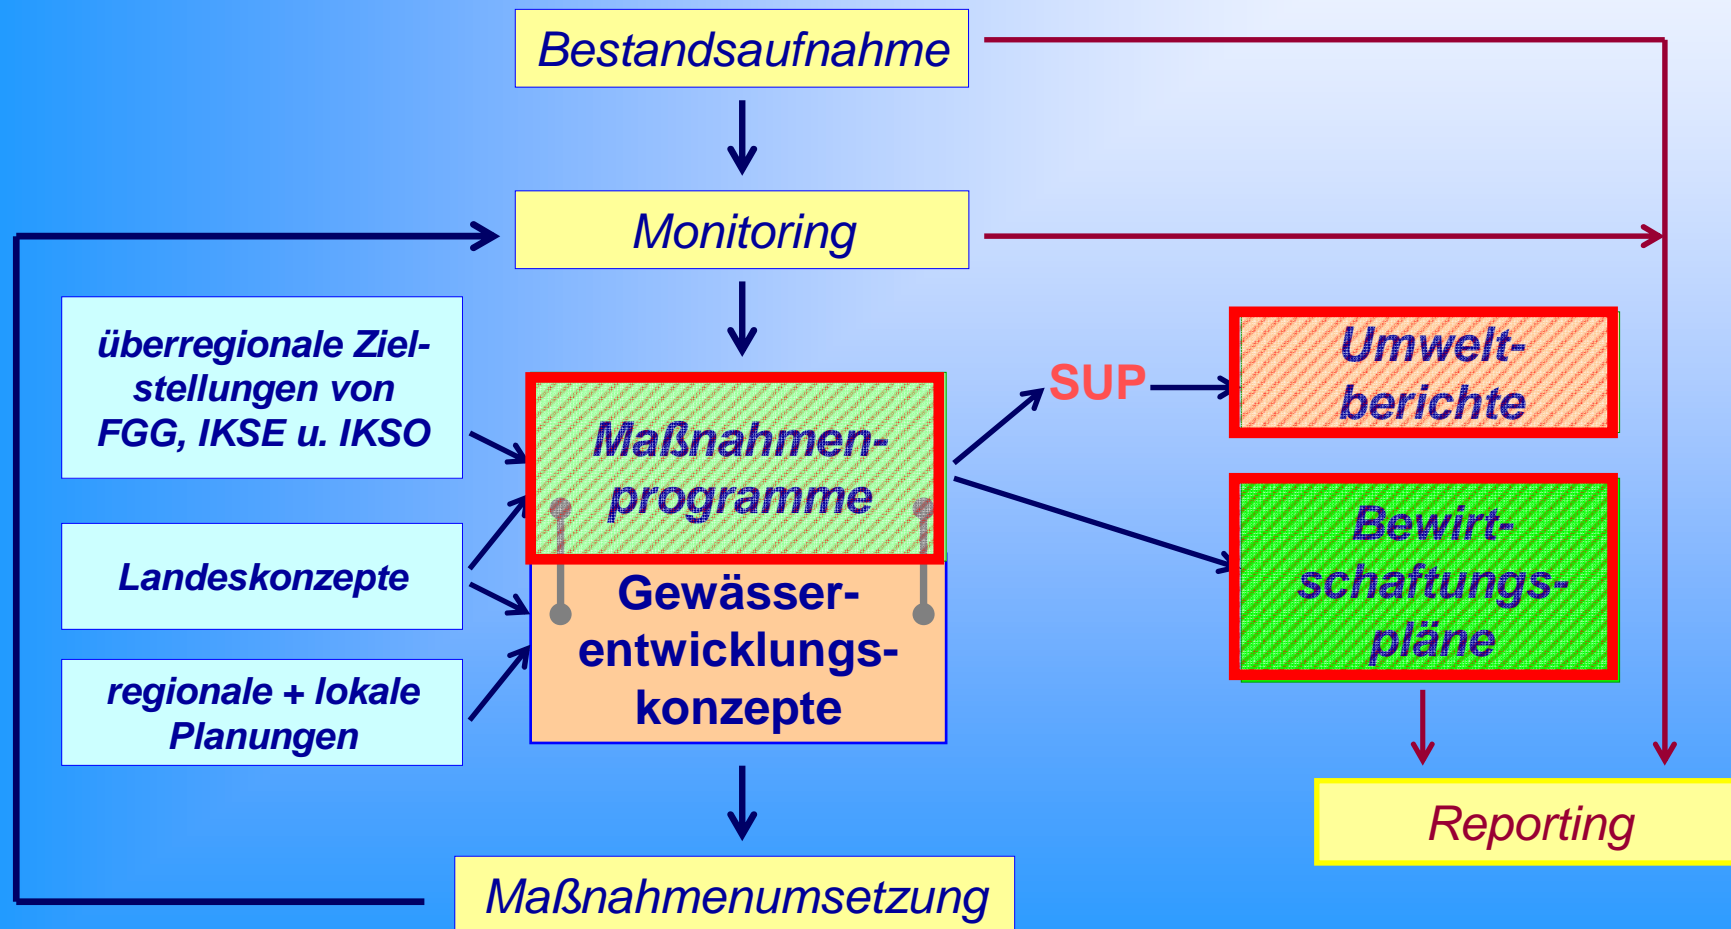 Bestandsaufnahme
Monitoring
überregionale Ziel-
stellungen von
FGG, IKSE u. IKSO
Landeskonzepte
regionale + lokale
Planungen
Maßnahmen-
programme
Gewässer-
entwicklungs-
konzepte
SUP
Umwelt-
berichte
Bewirt-
schaftungs-
pläne
Reporting
Maßnahmenumsetzung